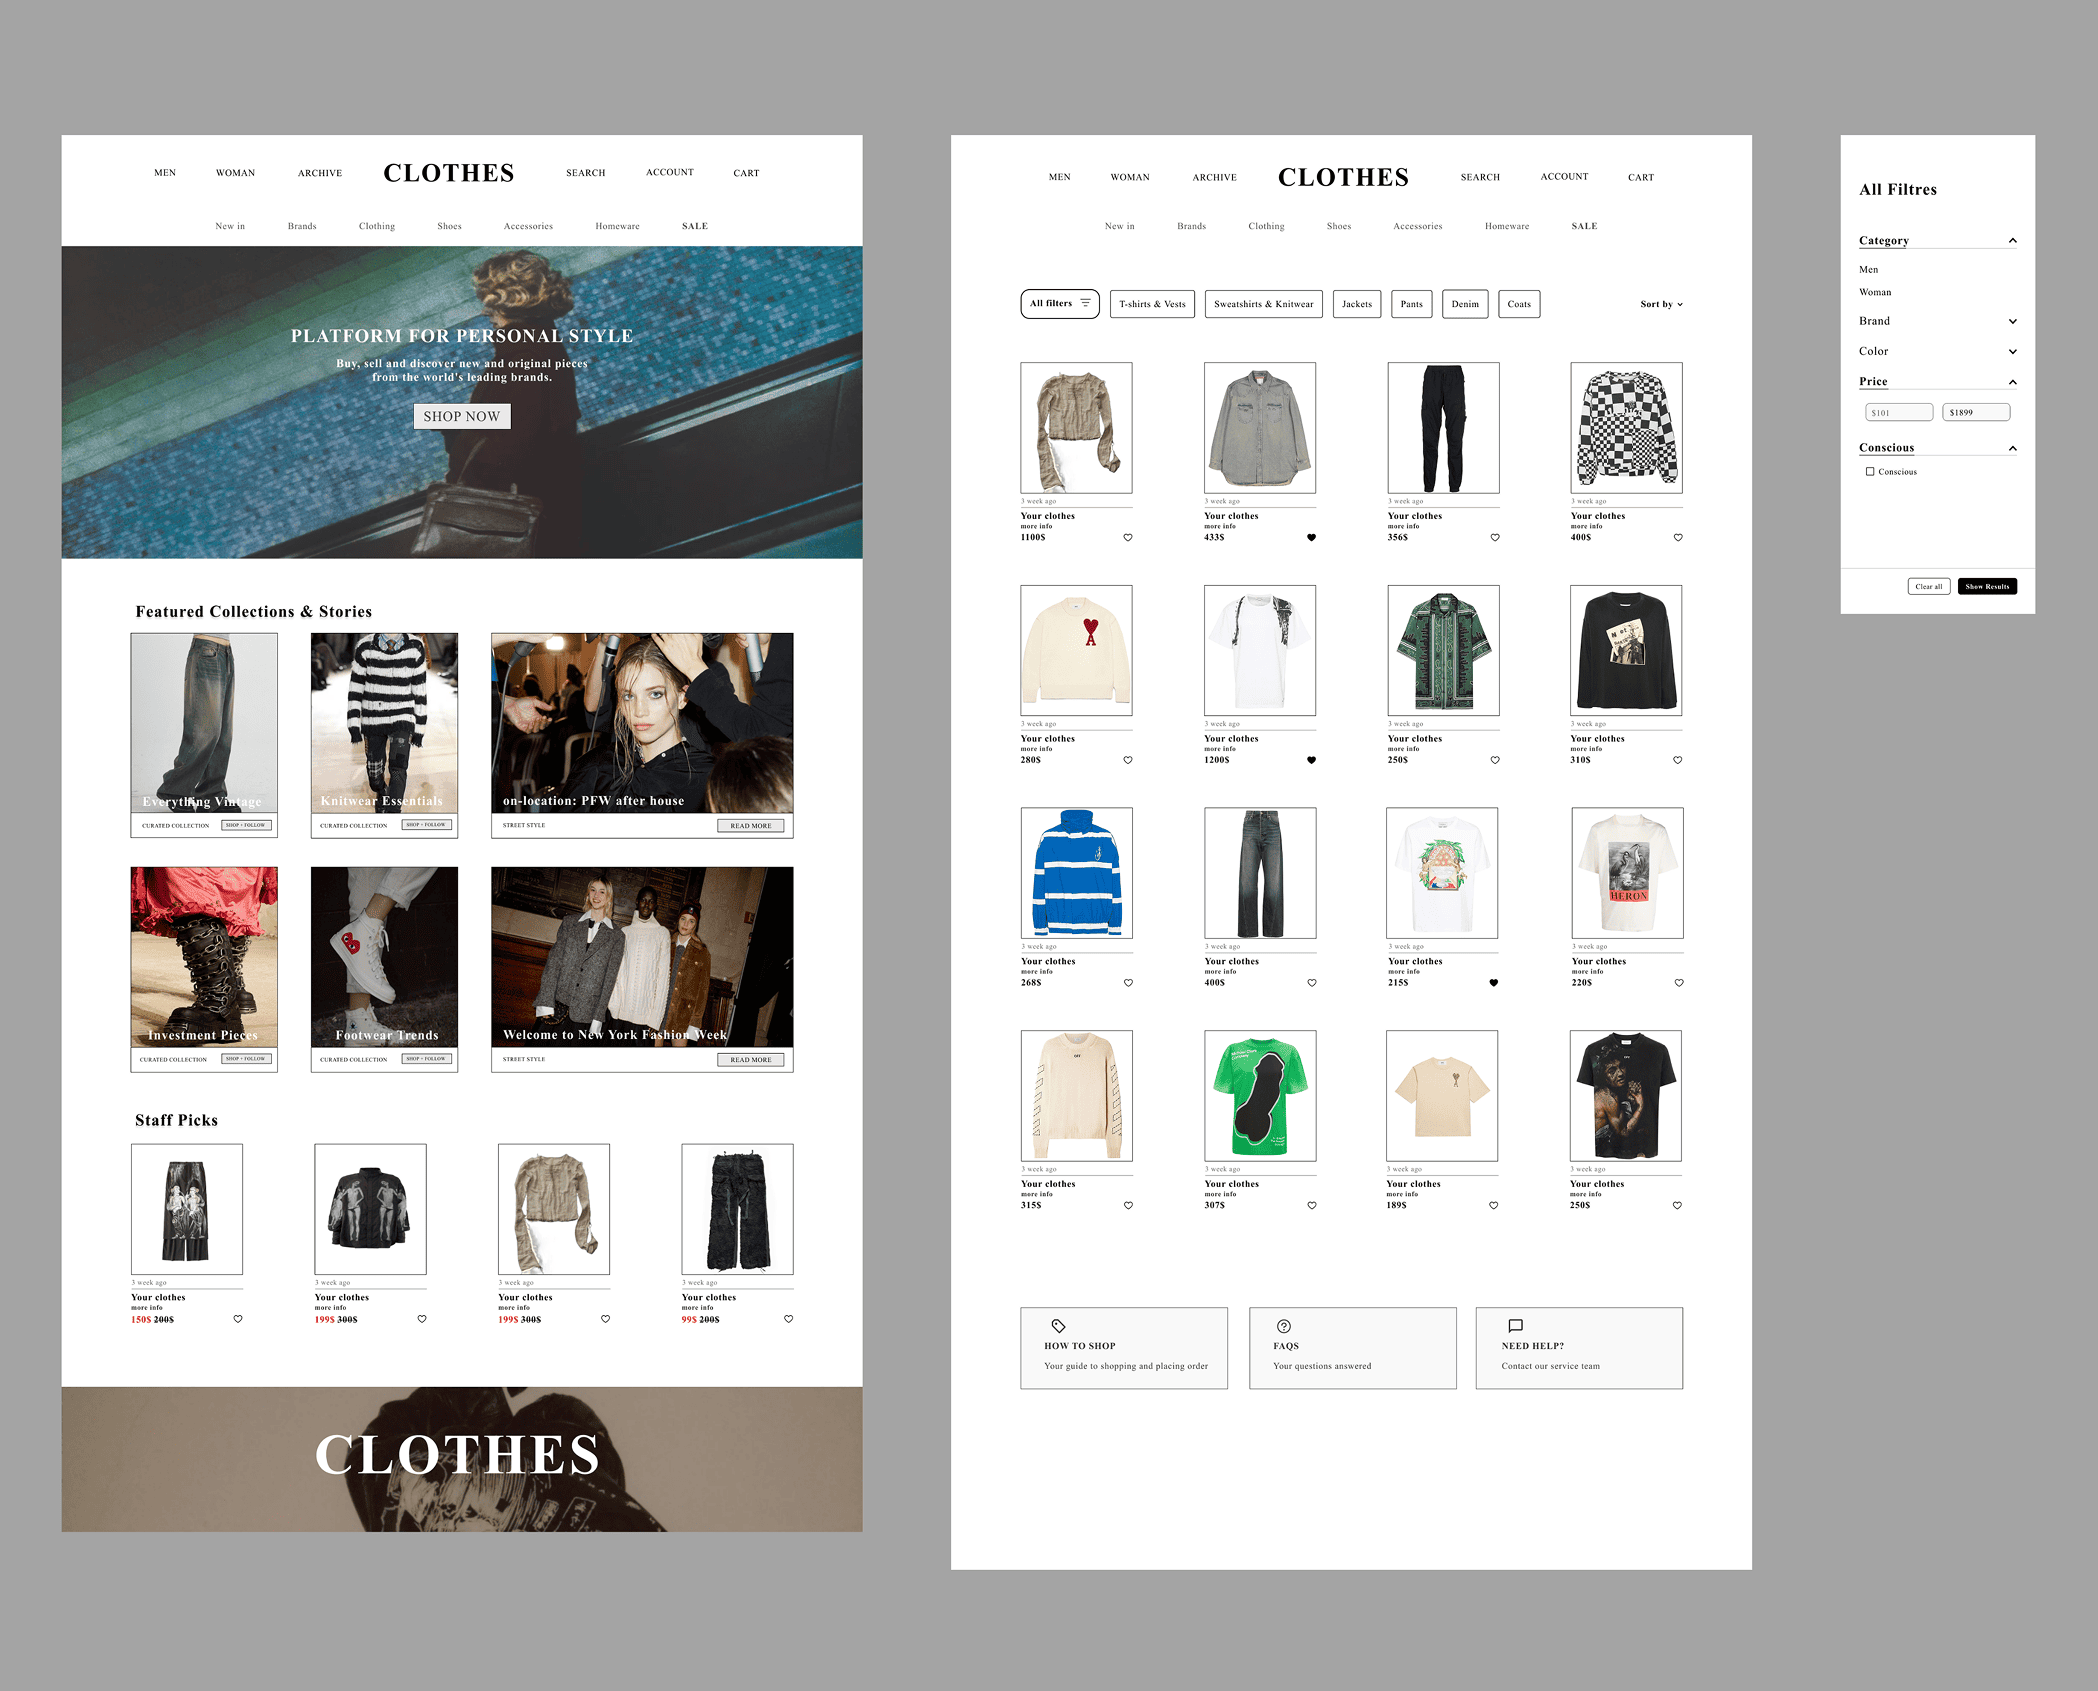 MEN WOMAN ARCHIVE CLOTHES SEARCH ACCOUNT CART
New in Brands Clothing Shoes Accessories Homeware SALE
PLATFORM FOR PERSONAL STYLE
Buy, sell and discover new and original pieces
from the world's leading brands.
SHOP NOW
Featured Collections & Stories
Everything Vintage Knitwear Essentials on-location: PFW after house
CURATED COLLECTION SHOP + FOLLOW CURATED COLLECTION SHOP + FOLLOW STREET STYLE READ MORE
Investment Pieces Footwear Trends Welcome to New York Fashion Week
CURATED COLLECTION SHOP + FOLLOW CURATED COLLECTION SHOP + FOLLOW STREET STYLE READ MORE
Staff Picks
3 week ago 3 week ago 3 week ago 3 week ago
Your clothes Your clothes Your clothes Your clothes
more info more info more info more info
150$ 200$ 199$ 300$ 199$ 300$ 99$ 200$
CLOTHES
MEN WOMAN ARCHIVE CLOTHES SEARCH ACCOUNT CART
New in Brands Clothing Shoes Accessories Homeware SALE
All filters T-shirts & Vests Sweatshirts & Knitwear Jackets Pants Denim Coats Sort by
3 week ago 3 week ago 3 week ago 3 week ago
Your clothes Your clothes Your clothes Your clothes
more info more info more info more info
1100$ 433$ 356$ 400$
A
3 week ago 3 week ago 3 week ago 3 week ago
Your clothes Your clothes Your clothes Your clothes
more info more info more info more info
280$ 1200$ 250$ 310$
HERON
3 week ago 3 week ago 3 week ago 3 week ago
Your clothes Your clothes Your clothes Your clothes
more info more info more info more info
268$ 400$ 215$ 220$
OFF
3 week ago 3 week ago 3 week ago 3 week ago
Your clothes Your clothes Your clothes Your clothes
more info more info more info more info
315$ 307$ 189$ 250$
HOW TO SHOP FAQS NEED HELP?
Your guide to shopping and placing order Your questions answered Contact our service team
All Filtres
Category
Men
Woman
Brand
Color
Price
$101 $1899
Conscious
Conscious
Clear all Show Results